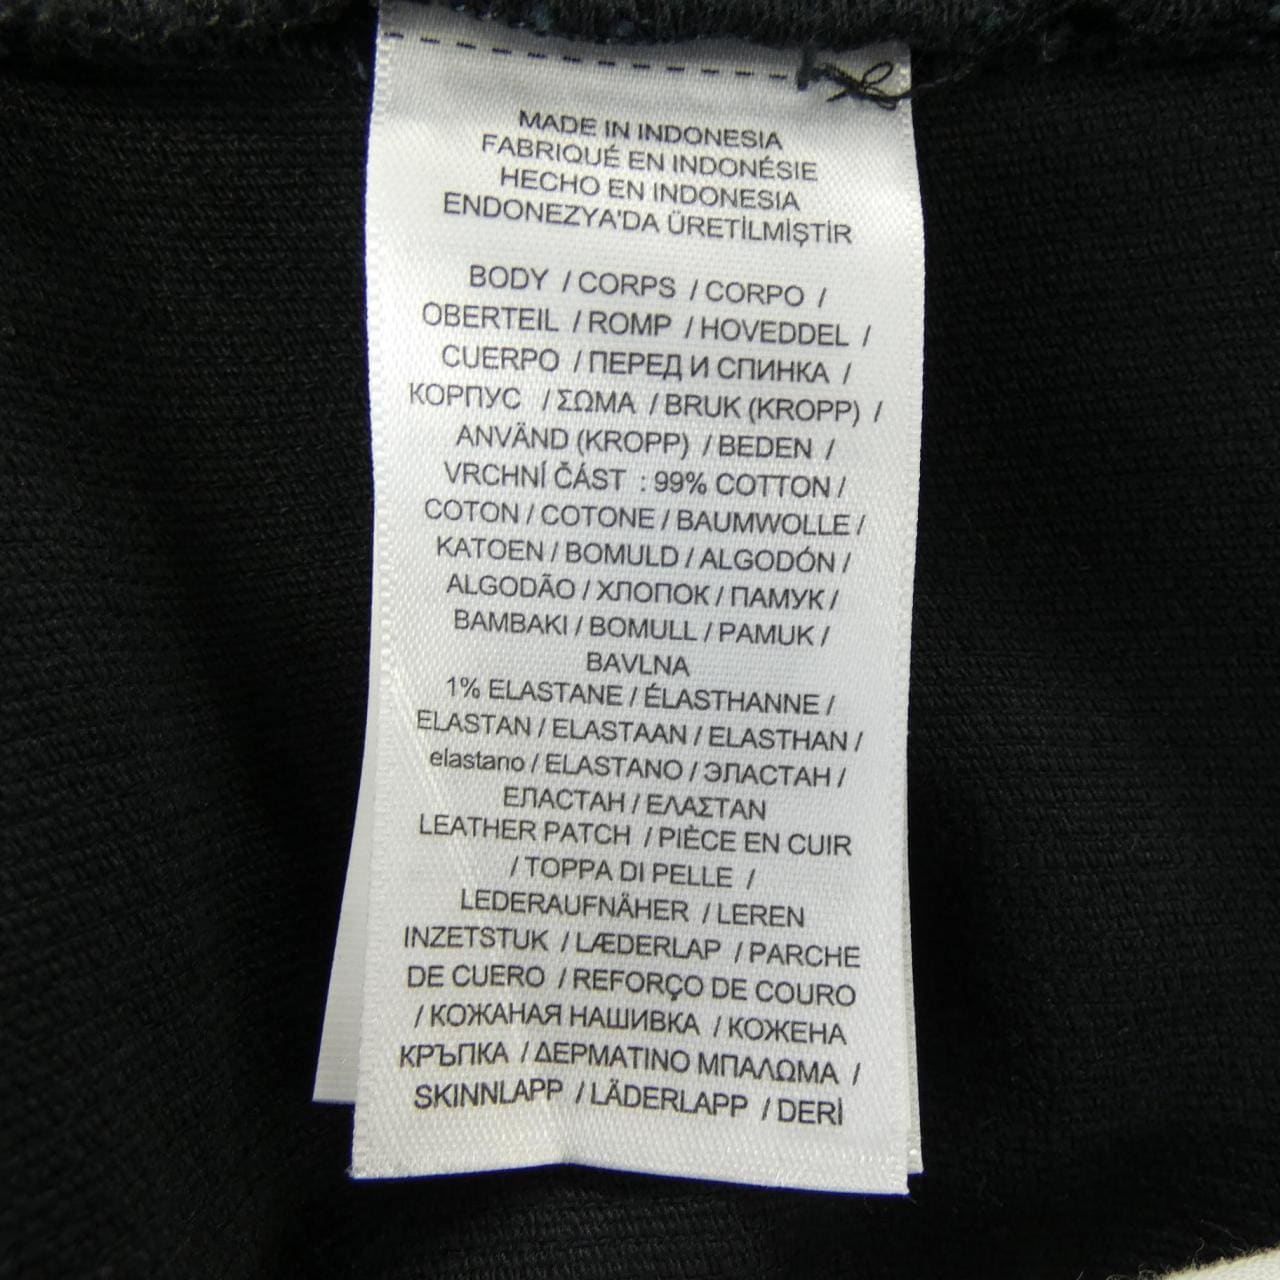 MADE IN INDONESIA
FABRIQUÉ EN INDONÉSIE
HECHO EN INDONESIA
ENDONEZYA'DA ÜRETİLMİŞTİR
BODY / CORPS / CORPO /
OBERTEIL / ROMP / HOVEDDEL /
CUERPO / ПЕРЕД И СПИНКА /
КОРПУС / ΣΩΜΑ / BRUK (KROPP) /
ANVÄND (KROPP) / BEDEN /
VRCHNÍ ČÁST : 99% COTTON /
COTON / COTONE / BAUMWOLLE /
KATOEN / BOMULD / ALGODÓN /
ALGODÃO / ХЛОПОК / ПАМУК /
ΒΑΜΒΑΚΙ / BOMULL / PAMUK /
BAVLNA
1% ELASTANE / ÉLASTHANNE /
ELASTAN / ELASTAAN / ELASTHAN /
elastano / ELASTANO / ЭЛАСТАН /
ЕЛАСТАН / ΕΛΑΣΤΑΝ
LEATHER PATCH / PIÈCE EN CUIR
/ TOPPA DI PELLE /
LEDERAUFNÄHER / LEREN
INZETSTUK / LÆDERLAP / PARCHE
DE CUERO / REFORÇO DE COURO
/ КОЖАНАЯ НАШИВКА / КОЖЕНА
КРЪПКА / ΔΕΡΜΑΤΙΝΟ ΜΠΑΛΩΜΑ /
SKINNLAPP / LÄDERLAPP / DERİ